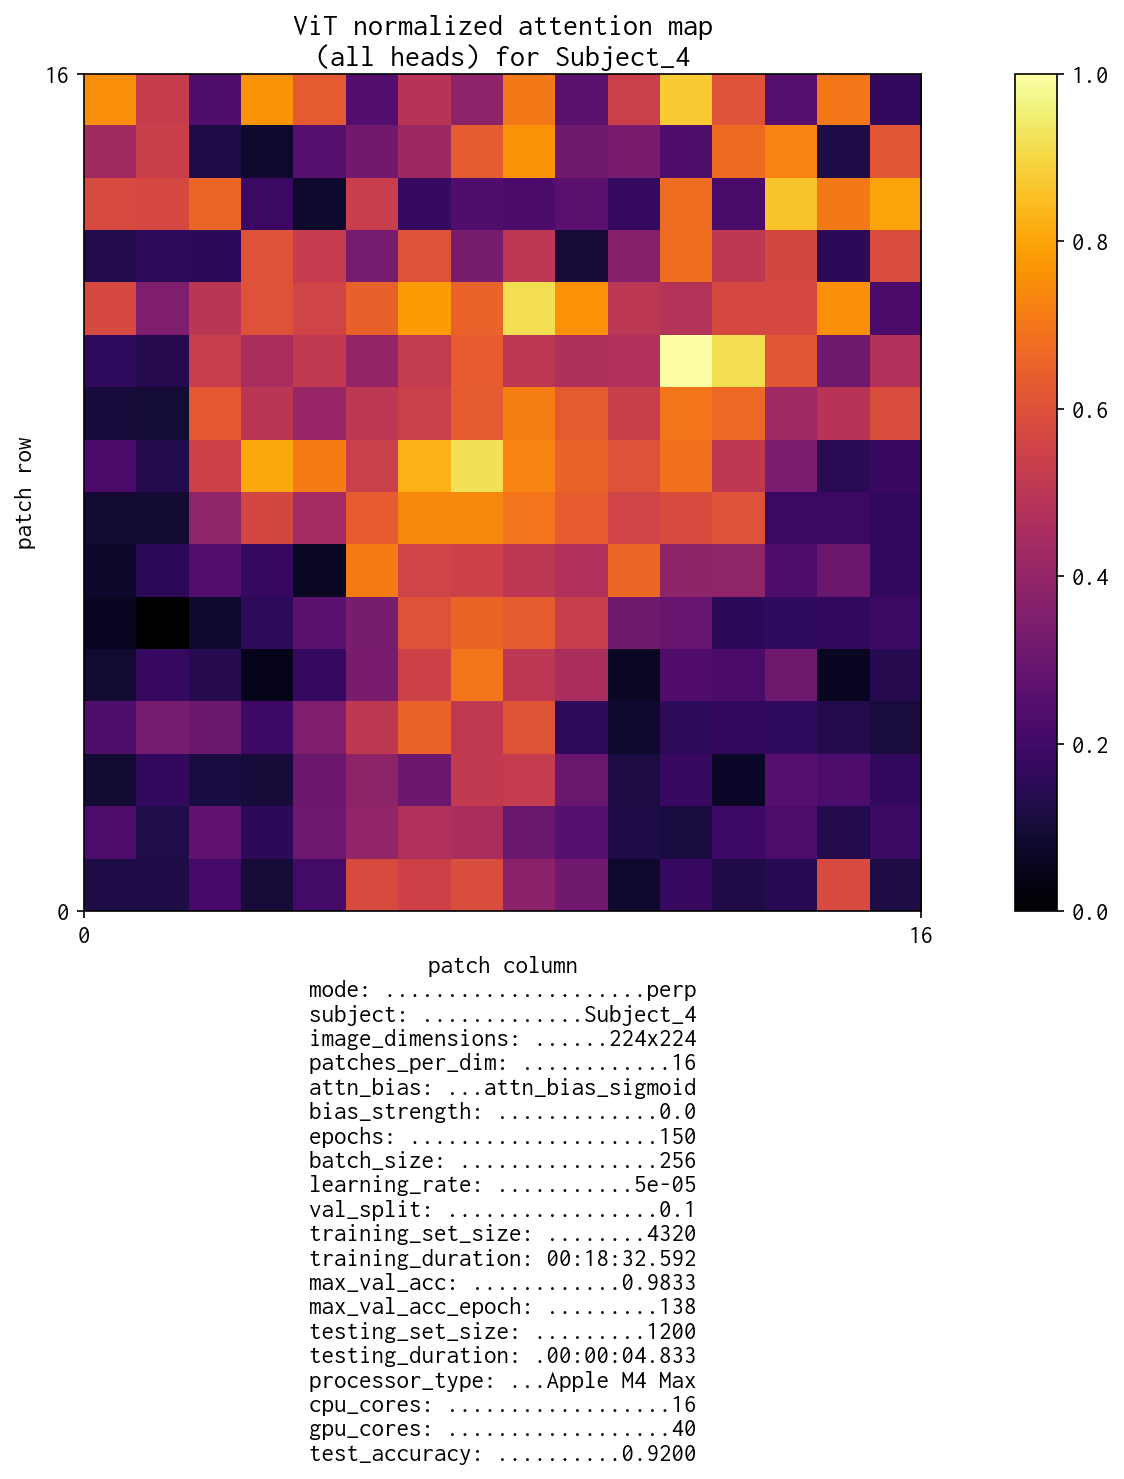 ViT normalized attention map
(all heads) for Subject_4
16
1.0
0.8
0.6
0.4
0.2
0.0
patch row
0
0
16
patch column
mode: .....................perp
subject: .............Subject_4
image_dimensions: ......224x224
patches_per_dim: ............16
attn_bias: ...attn_bias_sigmoid
bias_strength: .............0.0
epochs: ....................150
batch_size: ................256
learning_rate: ...........5e-05
val_split: .................0.1
training_set_size: ........4320
training_duration: 00:18:32.592
max_val_acc: ............0.9833
max_val_acc_epoch: .........138
testing_set_size: .........1200
testing_duration: .00:00:04.833
processor_type: ...Apple M4 Max
cpu_cores: ..................16
gpu_cores: ..................40
test_accuracy: ..........0.9200